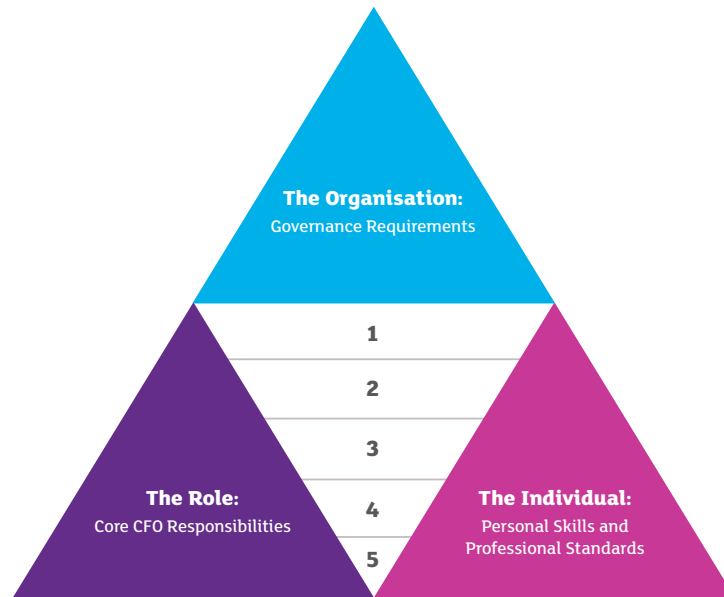 The Organisation:
Governance Requirements
1
2
3
4
5
The Role:
Core CFO Responsibilities
The Individual:
Personal Skills and
Professional Standards